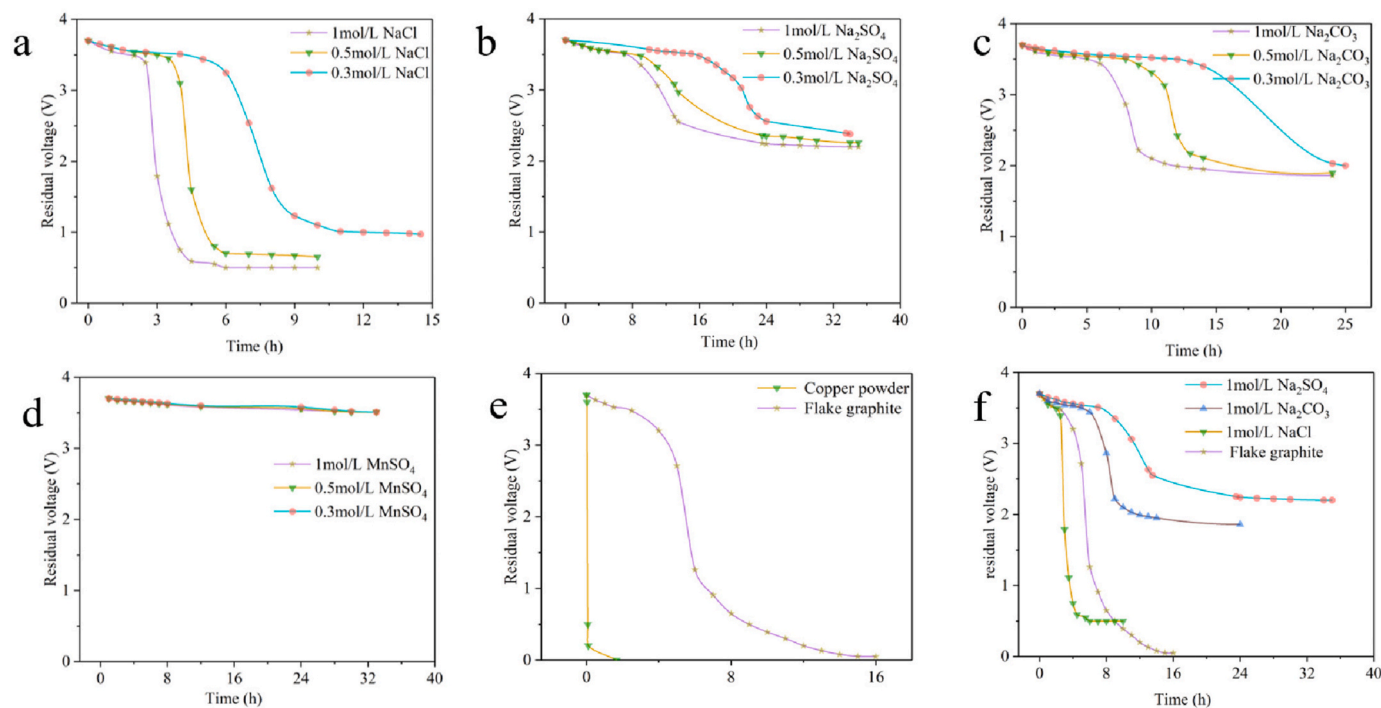 a
1mol/L NaCl
0.5mol/L NaCl
0.3mol/L NaCl
Residual voltage (V)
4
3
2
1
0
0 3 6 9 12 15
Time (h)
b
1mol/L Na₂SO₄
0.5mol/L Na₂SO₄
0.3mol/L Na₂SO₄
Residual voltage (V)
4
3
2
1
0
0 8 16 24 32 40
Time (h)
c
1mol/L Na₂CO₃
0.5mol/L Na₂CO₃
0.3mol/L Na₂CO₃
Residual voltage (V)
4
3
2
1
0
0 5 10 15 20 25
Time (h)
d
1mol/L MnSO₄
0.5mol/L MnSO₄
0.3mol/L MnSO₄
Residual voltage (V)
4
3
2
1
0
0 8 16 24 32 40
Time (h)
e
Copper powder
Flake graphite
Residual voltage (V)
4
3
2
1
0
0 8 16
Time (h)
f
1mol/L Na₂SO₄
1mol/L Na₂CO₃
1mol/L NaCl
Flake graphite
residual voltage (V)
4
3
2
1
0
0 8 16 24 32 40
Time (h)